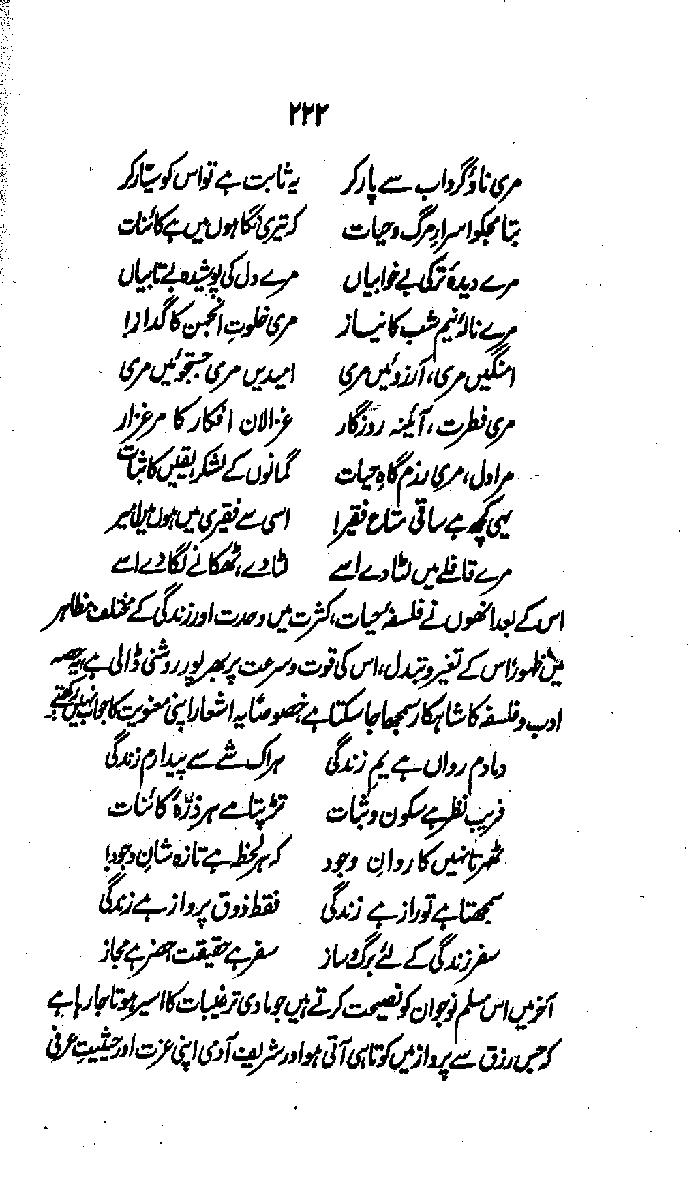 ۲۲۲
مری ناؤ گرداب سے پار کر یہ ثابت ہے تو اس کو سیّار کر
بتا مجکو اسرارِ مرگ و حیات کہ تیری نگاہوں میں ہے کائنات
مرے دیدۂ تر کی بے خوابیاں مرے دل کی پوشیدہ بے تابیاں
مرے نالۂ نیم شب کا نیاز مری خلوت انجمن کا گداز!
امنگیں مری، آرزوئیں مری امیدیں مری جستجوئیں مری
مری فطرت، آئینہ روزگار غزالان افکار کا مرغزار
مرا دل، مری رزم گاہِ حیات گمانوں کے لشکر یقیں کا ثبات
یہی کچھ ہے ساقی متاعِ فقیر! اسی سے فقیری میں ہوں میں امیر
مرے قافلے میں لٹا دے اسے لٹا دے، ٹھکانے لگا دے اسے
اس کے بعد انھوں نے فلسفۂ حیات، کثرت میں وحدت اور زندگی کے مختلف مظاہر
میں ظہور اس کے تغیر و تبدل، اس کی قوت و سرعت پر بھرپور روشنی ڈالی ہے، یہ حصہ
ادب و فلسفہ کا شاہکار سمجھا جا سکتا ہے خصوصاً یہ اشعار اپنی معنویت کا جواب نہیں رکھتے۔
دمادم رواں ہے یمِ زندگی ہر اک شے سے پیدا رم زندگی
فریب نظر ہے سکون و ثبات تڑپتا ہے ہر ذرّۂ کائنات
ٹھہرتا نہیں کاروانِ وجود کہ ہر لحظہ ہے تازہ شانِ وجود!
سمجھتا ہے تو راز ہے زندگی فقط ذوق پرواز ہے زندگی
سفر زندگی کے لئے برگ و ساز سفر ہے حقیقت حضر ہے مجاز
آخر میں اس مسلم نوجوان کو نصیحت کرتے ہیں جو مادی ترغیبات کا اسیر ہوتا جا رہا ہے
کہ جس رزق سے پرواز میں کوتاہی آتی ہو اور شریف آدمی اپنی عزت اور حیثیت عرفی